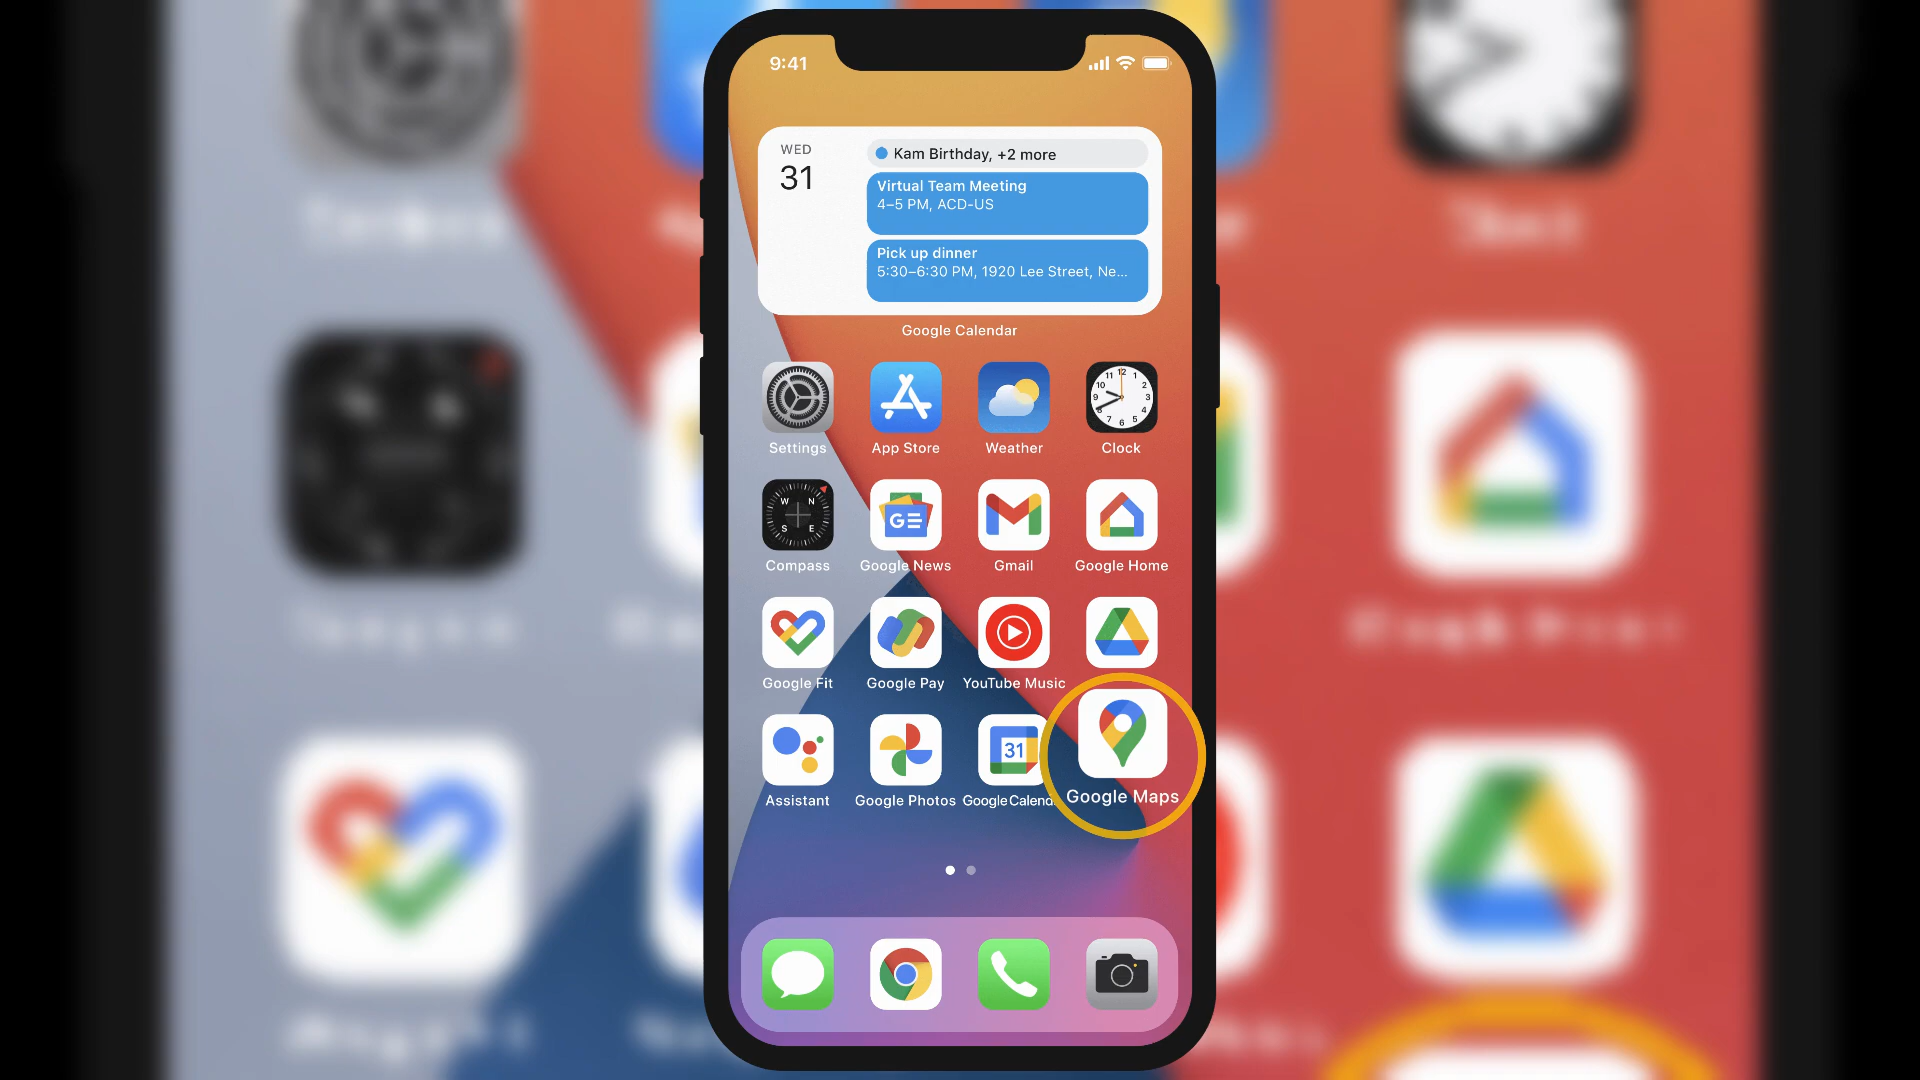 9:41
WED
31
Kam Birthday, +2 more
Virtual Team Meeting
4–5 PM, ACD-US
Pick up dinner
5:30–6:30 PM, 1920 Lee Street, Ne...
Google Calendar
Settings
App Store
Weather
Clock
Compass
Google News
Gmail
Google Home
Google Fit
Google Pay
YouTube Music
31
Assistant
Google Photos
Google Calend
Google Maps